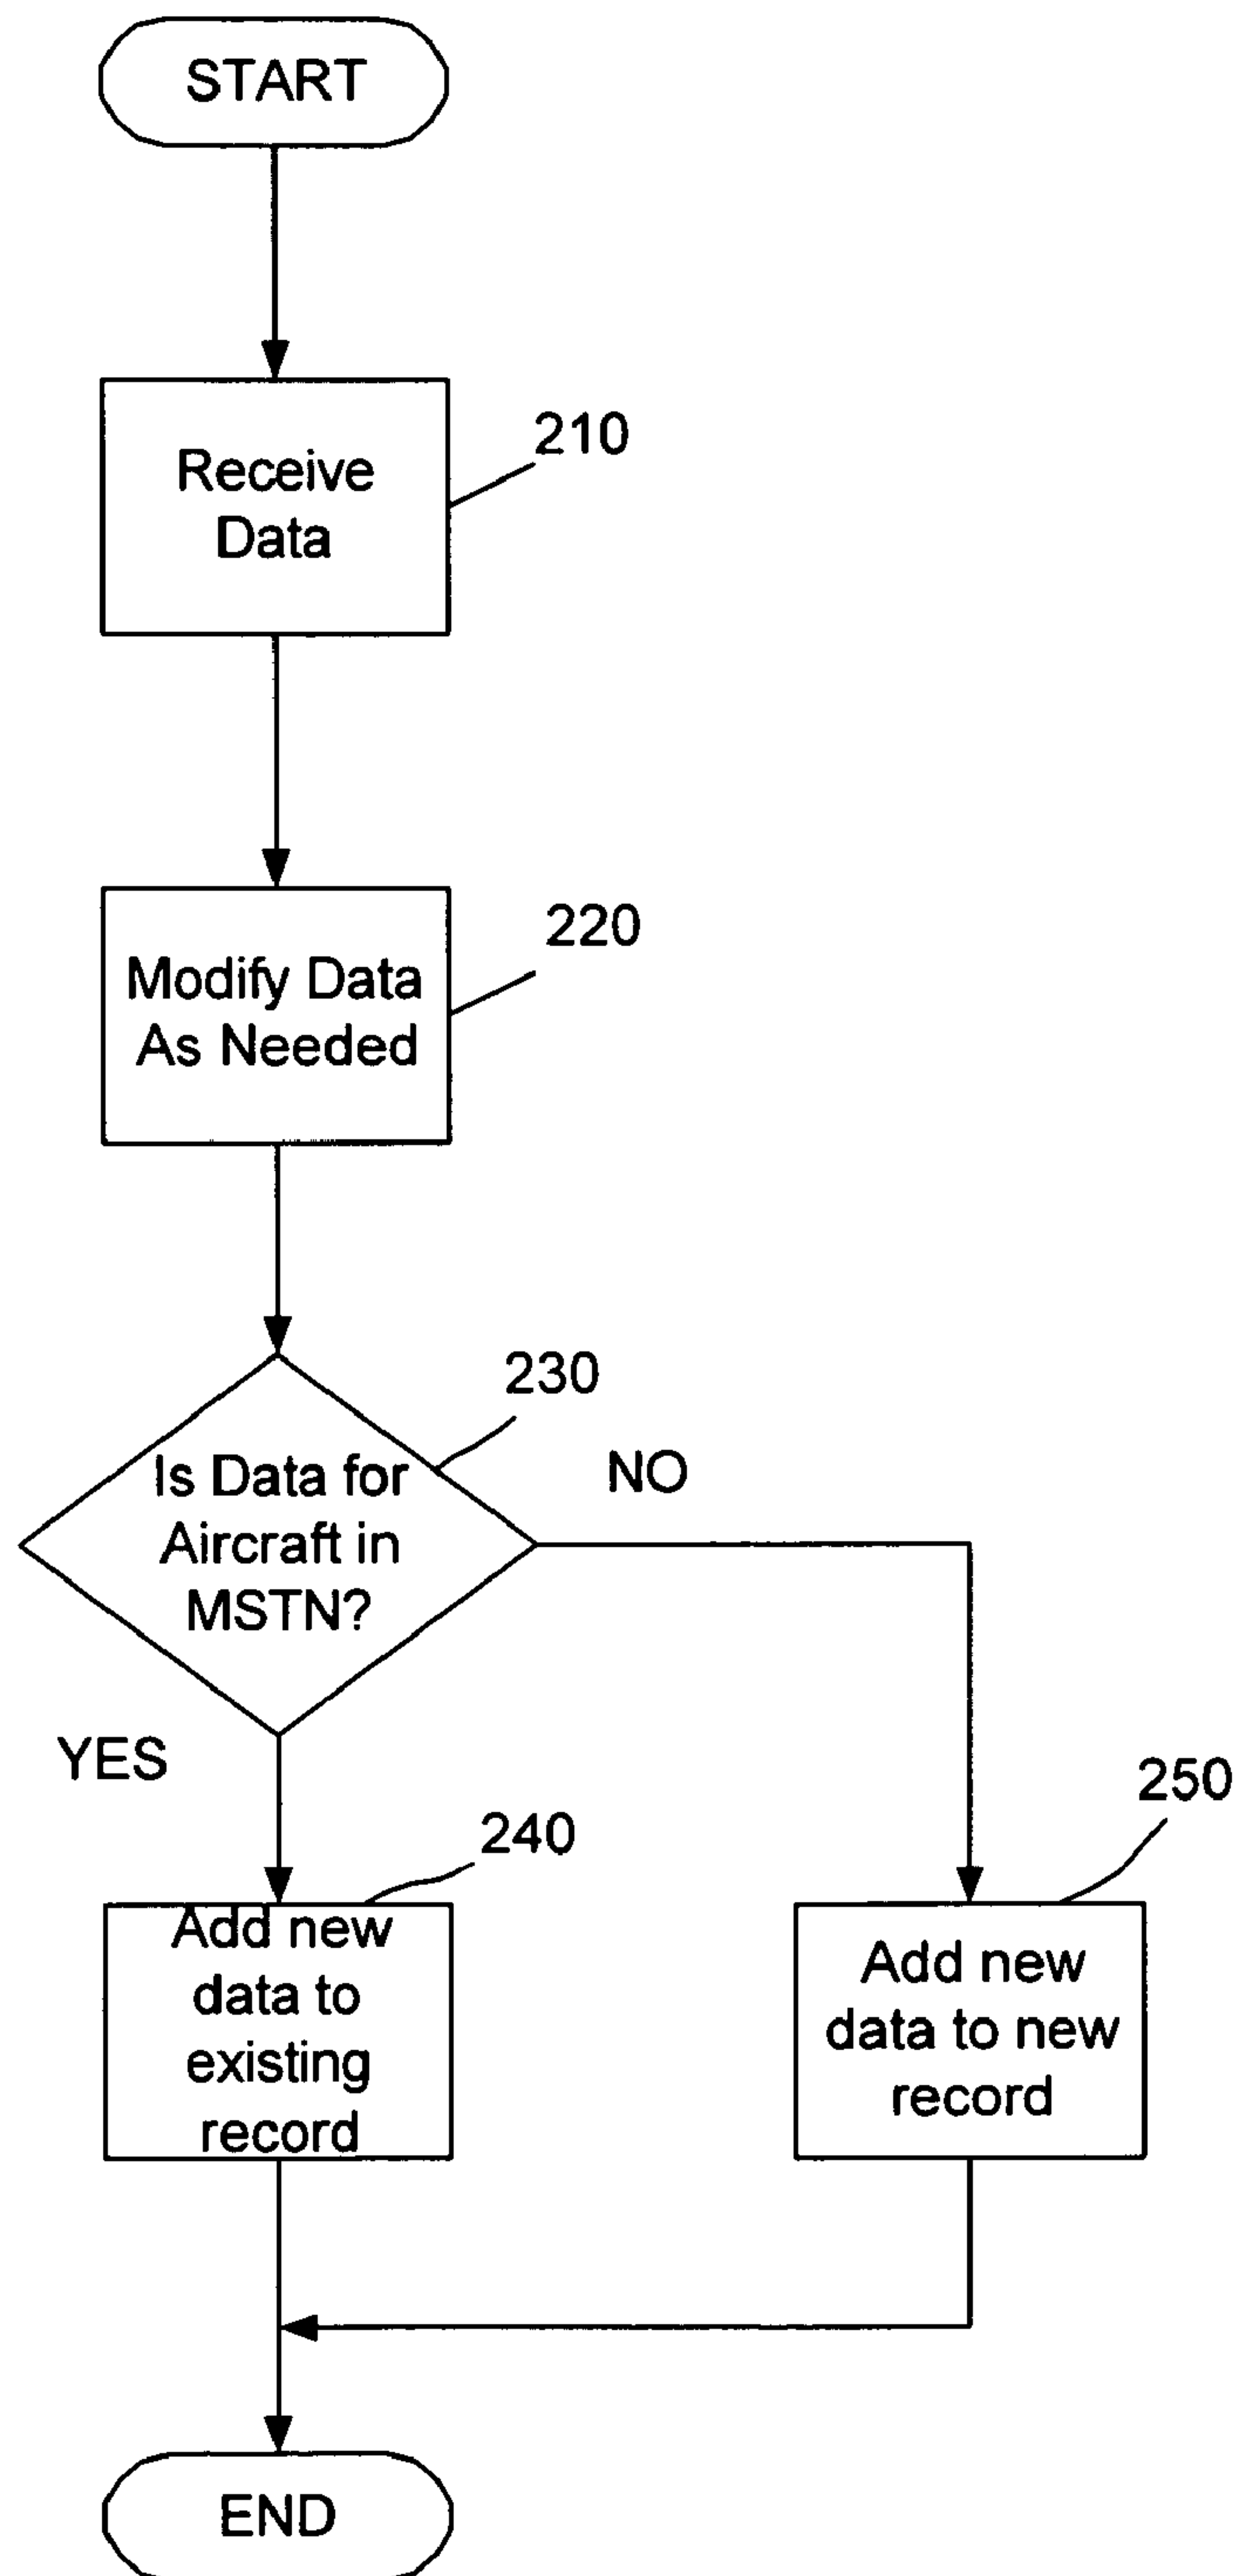 START
210
Receive
Data
220
Modify Data
As Needed
230
Is Data for
Aircraft in
MSTN?
NO
YES
240
Add new
data to
existing
record
250
Add new
data to new
record
END